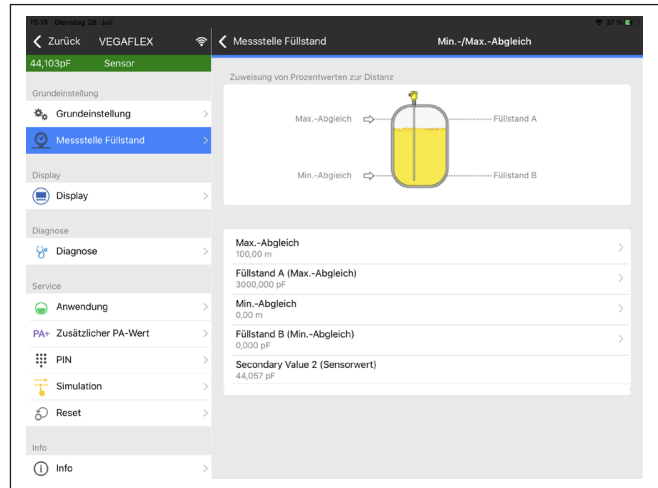 15:15 Dienstag 28. Juli
37 %
Zurück VEGAFLEX
Messstelle Füllstand
Min.-/Max.-Abgleich
44,103pF Sensor
Grundeinstellung
Grundeinstellung
Messstelle Füllstand
Display
Display
Diagnose
Diagnose
Service
Anwendung
PA+ Zusätzlicher PA-Wert
PIN
Simulation
Reset
Info
Info
Zuweisung von Prozentwerten zur Distanz
Max.-Abgleich
Füllstand A
Min.-Abgleich
Füllstand B
Max.-Abgleich
100,00 m
Füllstand A (Max.-Abgleich)
3000,000 pF
Min.-Abgleich
0,00 m
Füllstand B (Min.-Abgleich)
0,000 pF
Secondary Value 2 (Sensorwert)
44,057 pF